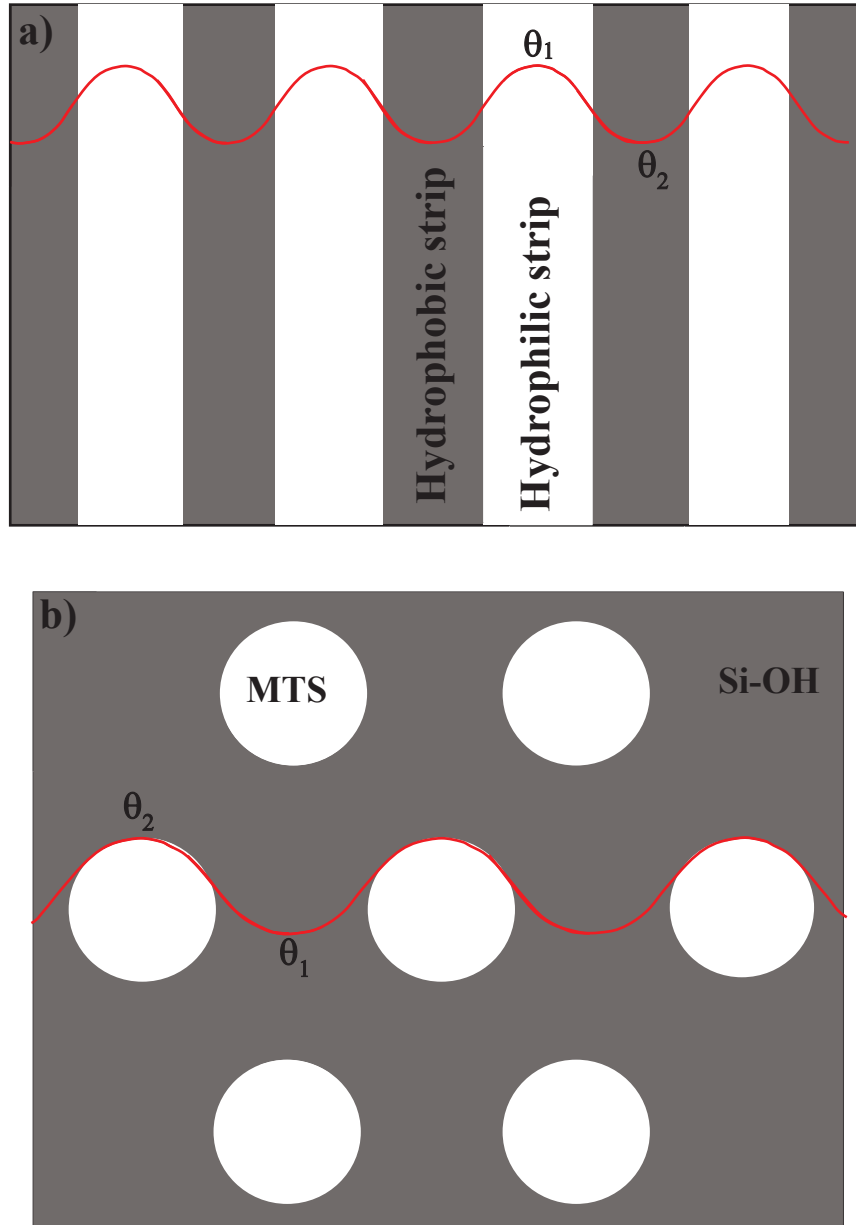 a)
θ1
θ2
Hydrophobic strip
Hydrophilic strip
b)
MTS
Si-OH
θ2
θ1